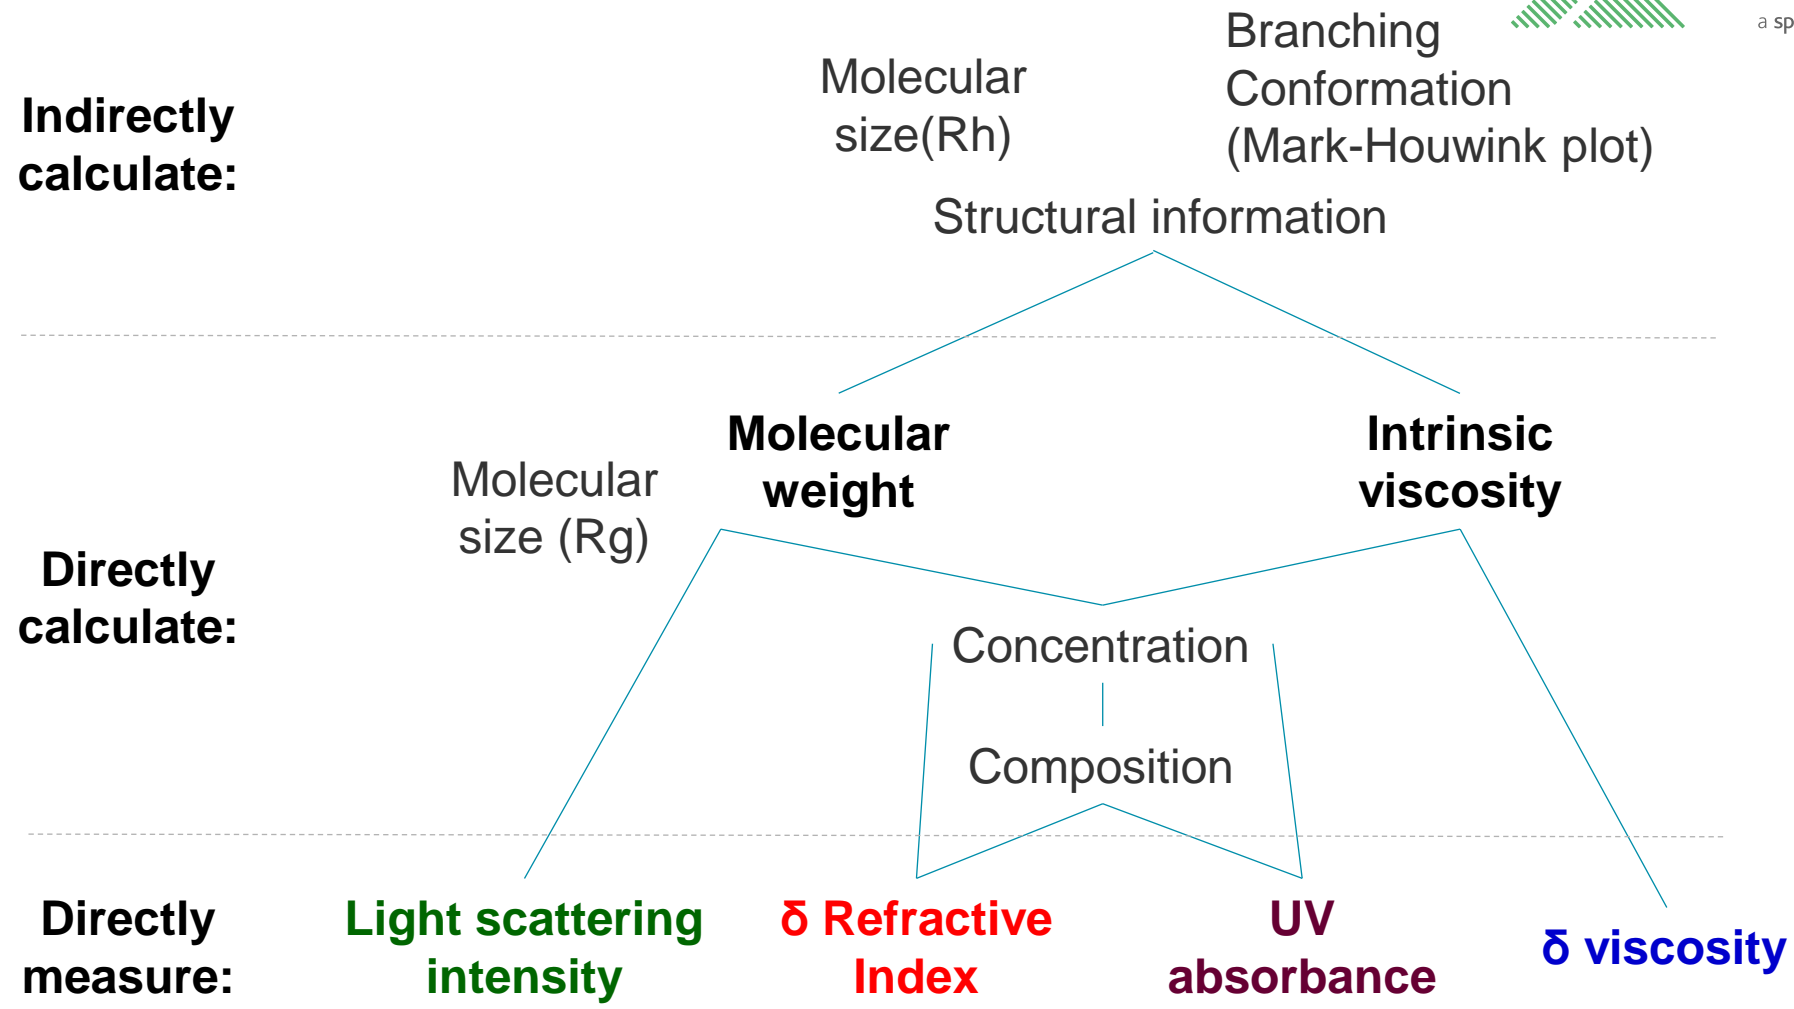 a sp
Indirectly
calculate:
Molecular
size(Rh)
Branching
Conformation
(Mark-Houwink plot)
Structural information
Directly
calculate:
Molecular
size (Rg)
Molecular
weight
Intrinsic
viscosity
Concentration
Composition
Directly
measure:
Light scattering
intensity
δ Refractive
Index
UV
absorbance
δ viscosity